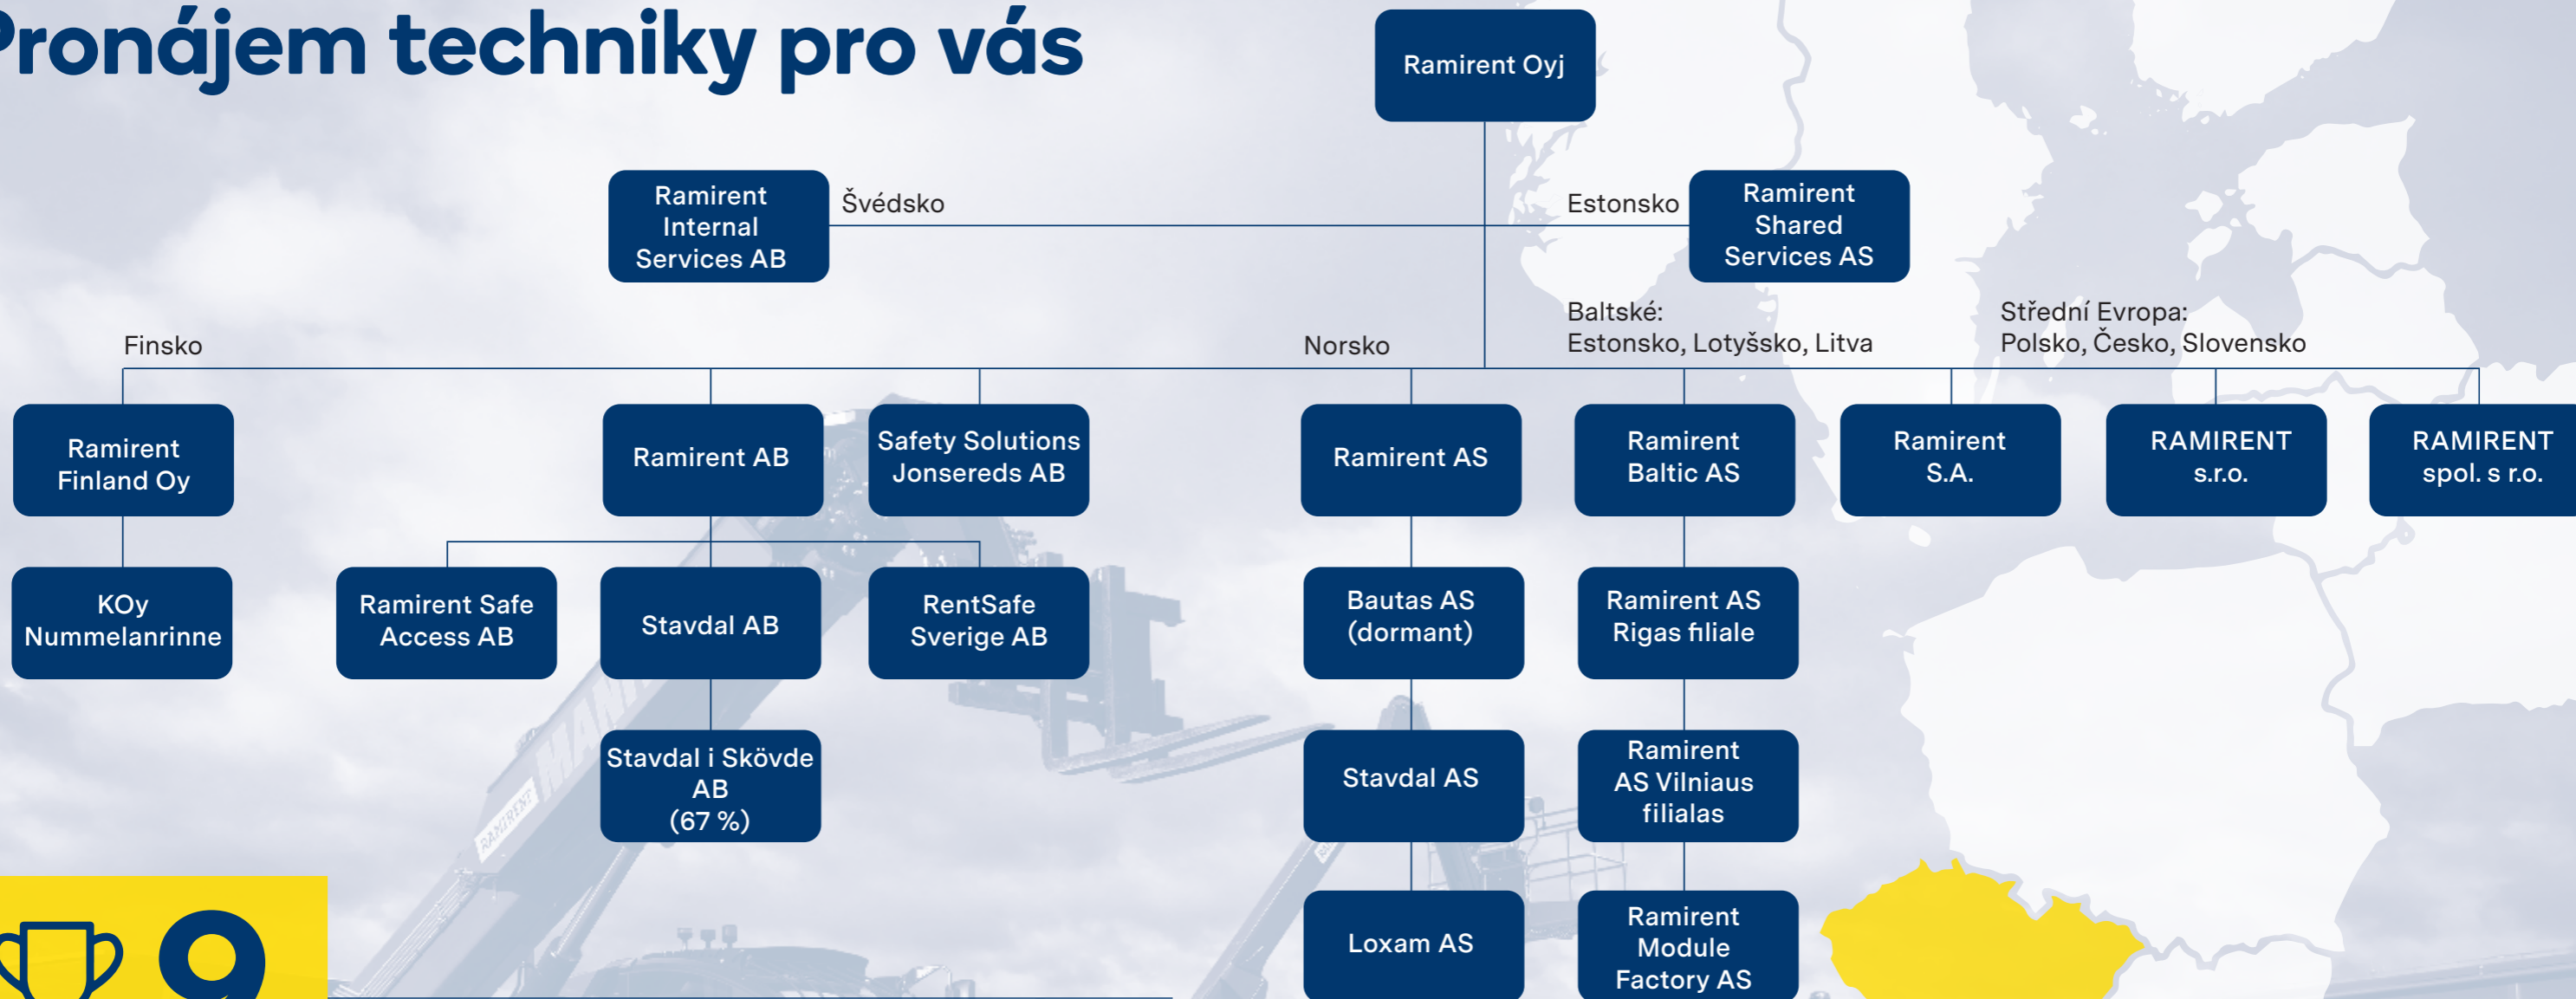 Pronájem techniky pro vás
Ramirent Oyj
Ramirent
Internal
Services AB
Švédsko
Estonsko
Ramirent
Shared
Services AS
Finsko
Norsko
Baltské:
Estonsko, Lotyšsko, Litva
Střední Evropa:
Polsko, Česko, Slovensko
Ramirent
Finland Oy
Ramirent AB
Safety Solutions
Jonsereds AB
Ramirent AS
Ramirent
Baltic AS
Ramirent
S.A.
RAMIRENT
s.r.o.
RAMIRENT
spol. s r.o.
KOy
Nummelanrinne
Ramirent Safe
Access AB
Stavdal AB
RentSafe
Sverige AB
Bautas AS
(dormant)
Ramirent AS
Rigas filiale
Stavdal i Skövde
AB
(67 %)
Stavdal AS
Ramirent
AS Vilniaus
filialas
RAMIRENT
Loxam AS
Ramirent
Module
Factory AS
9